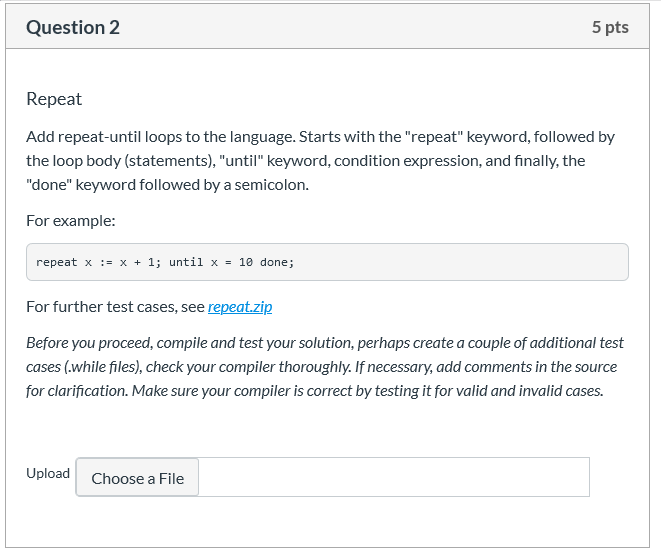 Question 2
5 pts
Repeat
Add repeat-until loops to the language. Starts with the "repeat" keyword, followed by
the loop body (statements), "until" keyword, condition expression, and finally, the
"done" keyword followed by a semicolon.
For example:
repeat x := x + 1; until x = 10 done;
For further test cases, see repeat.zip
Before you proceed, compile and test your solution, perhaps create a couple of additional test
cases (.while files), check your compiler thoroughly. If necessary, add comments in the source
for clarification. Make sure your compiler is correct by testing it for valid and invalid cases.
Upload
Choose a File